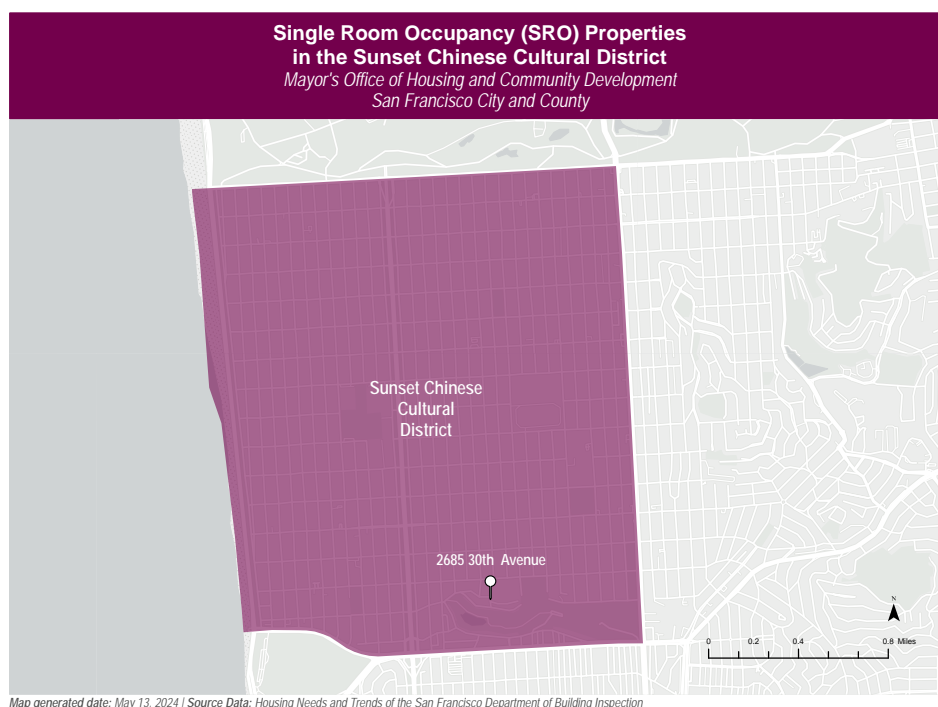 Single Room Occupancy (SRO) Properties
in the Sunset Chinese Cultural District
Mayor's Office of Housing and Community Development
San Francisco City and County
Sunset Chinese
Cultural
District
2685 30th Avenue
N
0 0.2 0.4 0.8 Miles
Map generated date: May 13, 2024 | Source Data: Housing Needs and Trends of the San Francisco Department of Building Inspection